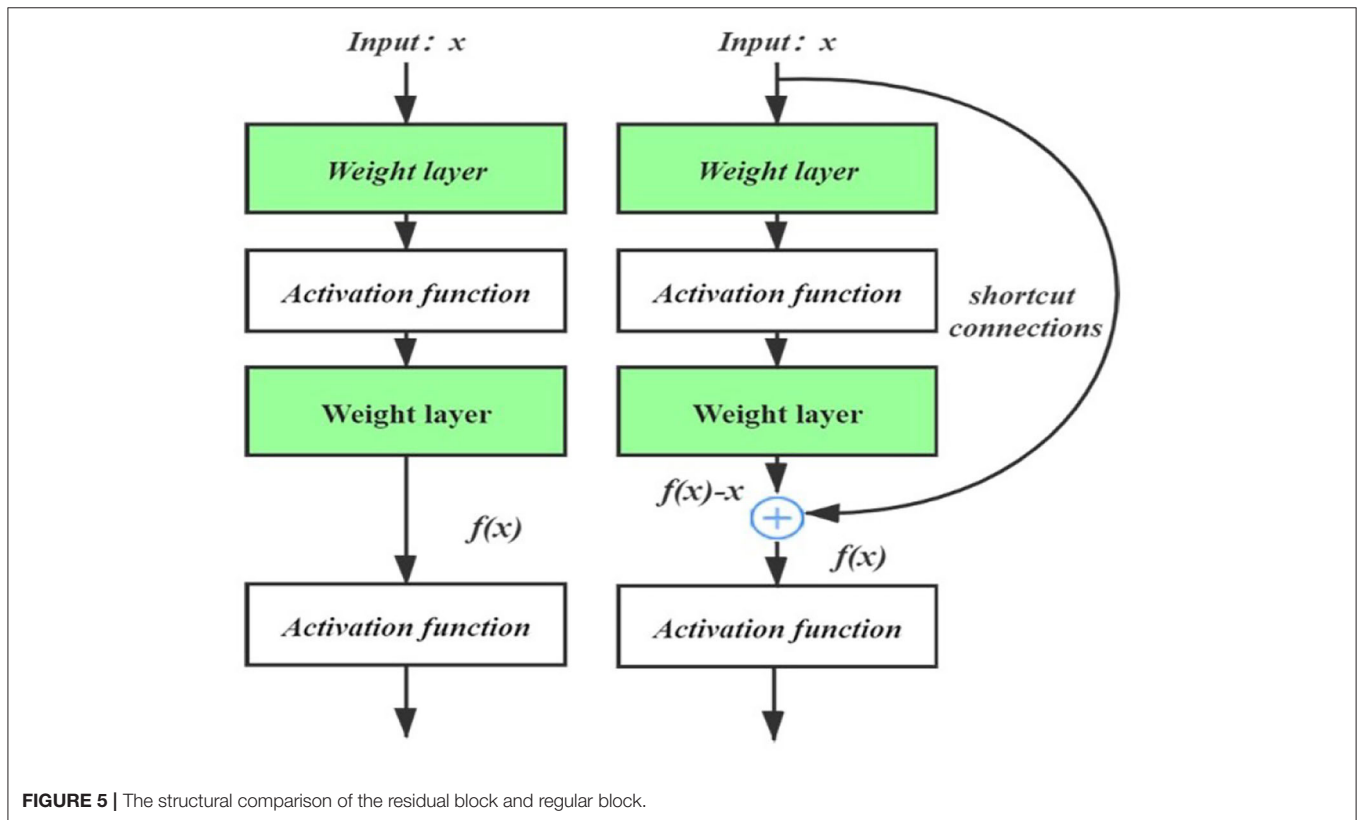 Input: x
Weight layer
Activation function
Weight layer
f(x)
Activation function
Input: x
Weight layer
Activation function
shortcut
connections
Weight layer
f(x)-x
f(x)
Activation function
FIGURE 5 | The structural comparison of the residual block and regular block.